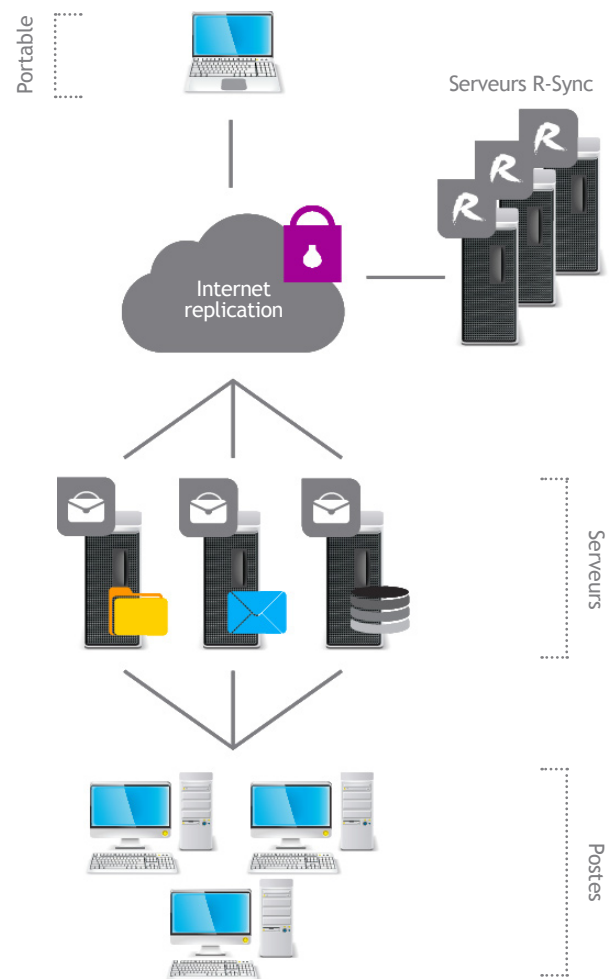 Portable
Serveurs R-Sync
R
R
R
Internet
replication
Serveurs
Postes